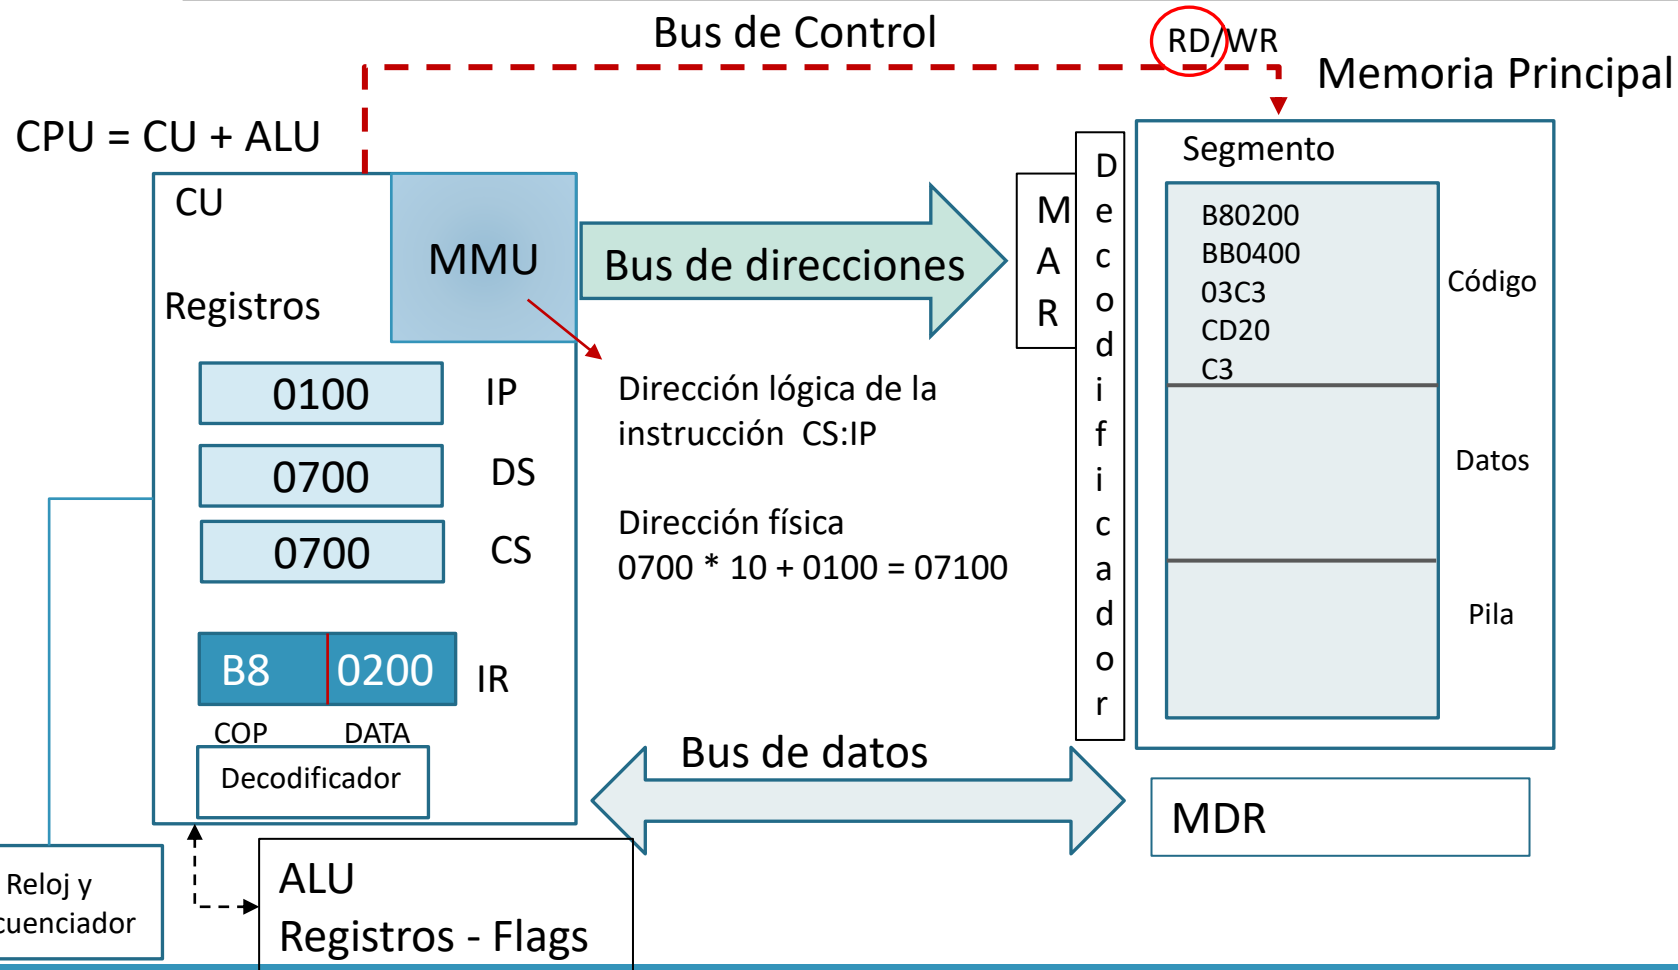 Bus de Control
RD/WR
Memoria Principal
CPU = CU + ALU
CU
MMU
Registros
0100
IP
0700
DS
0700
CS
B8
0200
IR
COP
DATA
Decodificador
Reloj y
cuenciador
ALU
Registros - Flags
Bus de direcciones
Dirección lógica de la
instrucción CS:IP
Dirección física
0700 * 10 + 0100 = 07100
Bus de datos
M
A
R
D
e
c
o
d
i
f
i
c
a
d
o
r
Segmento
B80200
BB0400
03C3
CD20
C3
Código
Datos
Pila
MDR